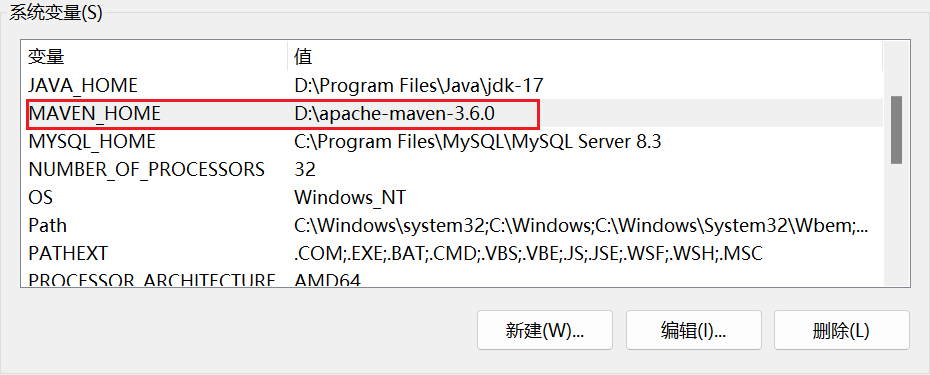 系统变量(S)
变量 值
JAVA_HOME D:\Program Files\Java\jdk-17
MAVEN_HOME D:\apache-maven-3.6.0
MYSQL_HOME C:\Program Files\MySQL\MySQL Server 8.3
NUMBER_OF_PROCESSORS 32
OS Windows_NT
Path C:\Windows\system32;C:\Windows;C:\Windows\System32\Wbem;...
PATHEXT .COM;.EXE;.BAT;.CMD;.VBS;.VBE;.JS;.JSE;.WSF;.WSH;.MSC
PROCESSOR_ARCHITECTURE AMD64
新建(W)... 编辑(I)... 删除(L)